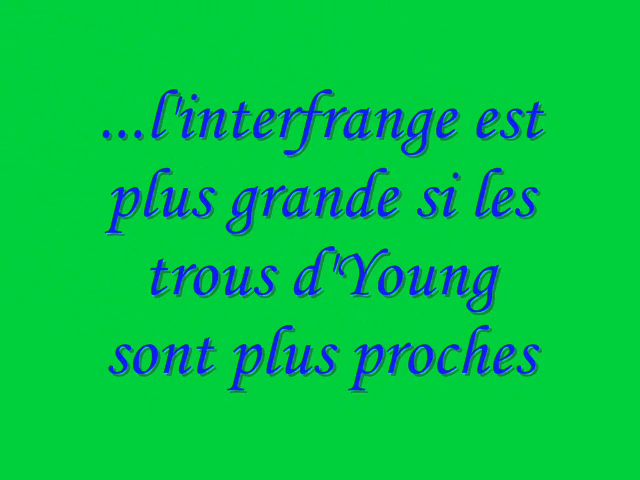 ...l'interfrange est
plus grande si les
trous d'Young
sont plus proches